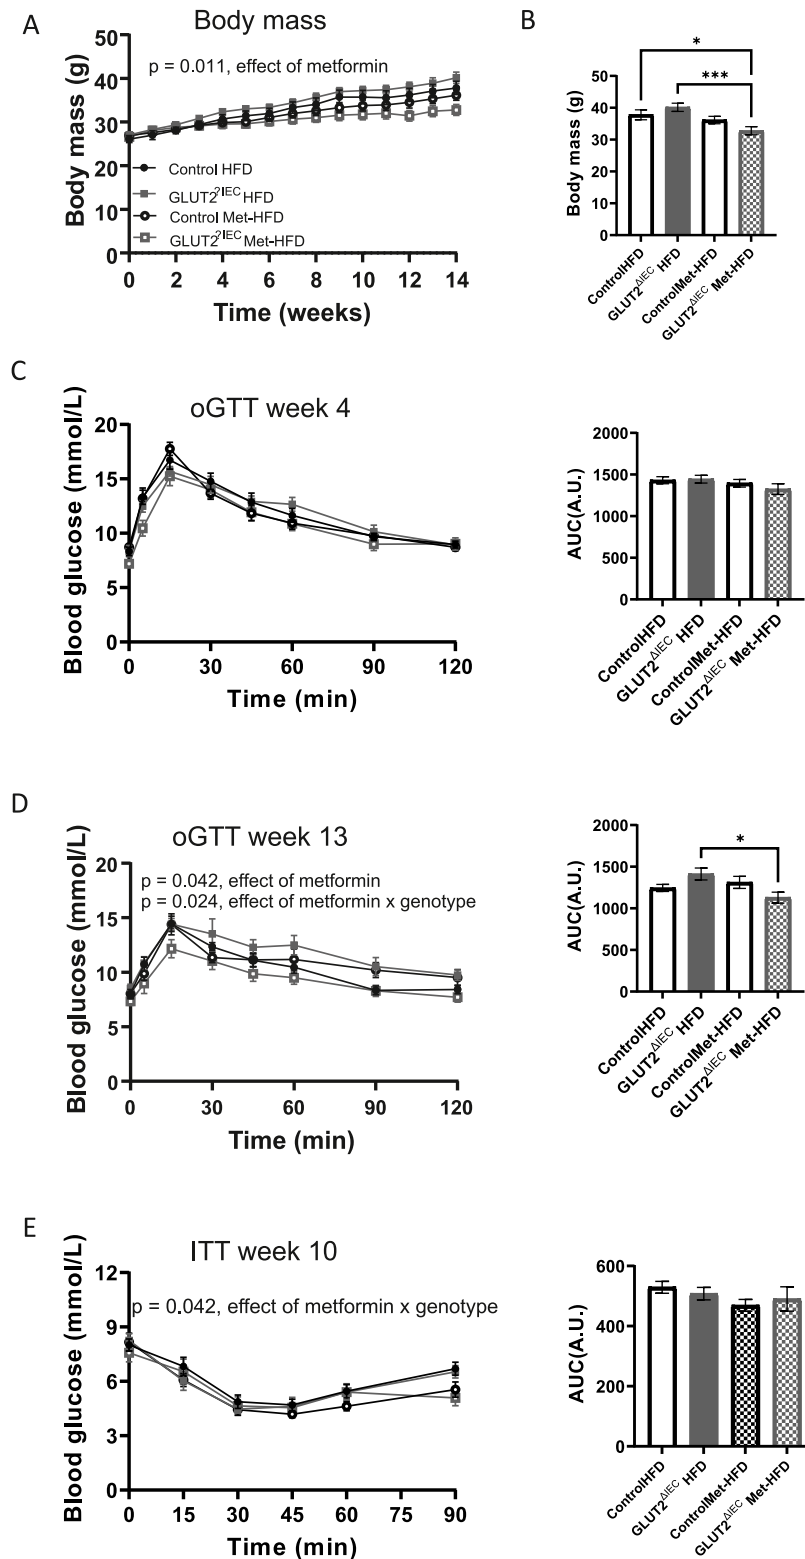 A
Body mass
Body mass (g)
50
40
30
20
10
0
p = 0.011, effect of metformin
Control HFD
GLUT2?IEC HFD
Control Met-HFD
GLUT2?IEC Met-HFD
0 2 4 6 8 10 12 14
Time (weeks)
B
*
***
Body mass (g)
50
40
30
20
10
0
ControlHFD
GLUT2ΔIEC HFD
ControlMet-HFD
GLUT2ΔIEC Met-HFD
C
oGTT week 4
Blood glucose (mmol/L)
20
15
10
5
0
0 30 60 90 120
Time (min)
AUC(A.U.)
2000
1500
1000
500
0
ControlHFD
GLUT2ΔIEC HFD
ControlMet-HFD
GLUT2ΔIEC Met-HFD
D
oGTT week 13
Blood glucose (mmol/L)
20
15
10
5
0
p = 0.042, effect of metformin
p = 0.024, effect of metformin x genotype
0 30 60 90 120
Time (min)
*
AUC(A.U.)
2000
1500
1000
500
0
ControlHFD
GLUT2ΔIEC HFD
ControlMet-HFD
GLUT2ΔIEC Met-HFD
E
ITT week 10
Blood glucose (mmol/L)
12
9
6
3
0
p = 0.042, effect of metformin x genotype
0 15 30 45 60 75 90
Time (min)
AUC(A.U.)
600
400
200
0
ControlHFD
GLUT2ΔIEC HFD
ControlMet-HFD
GLUT2ΔIEC Met-HFD